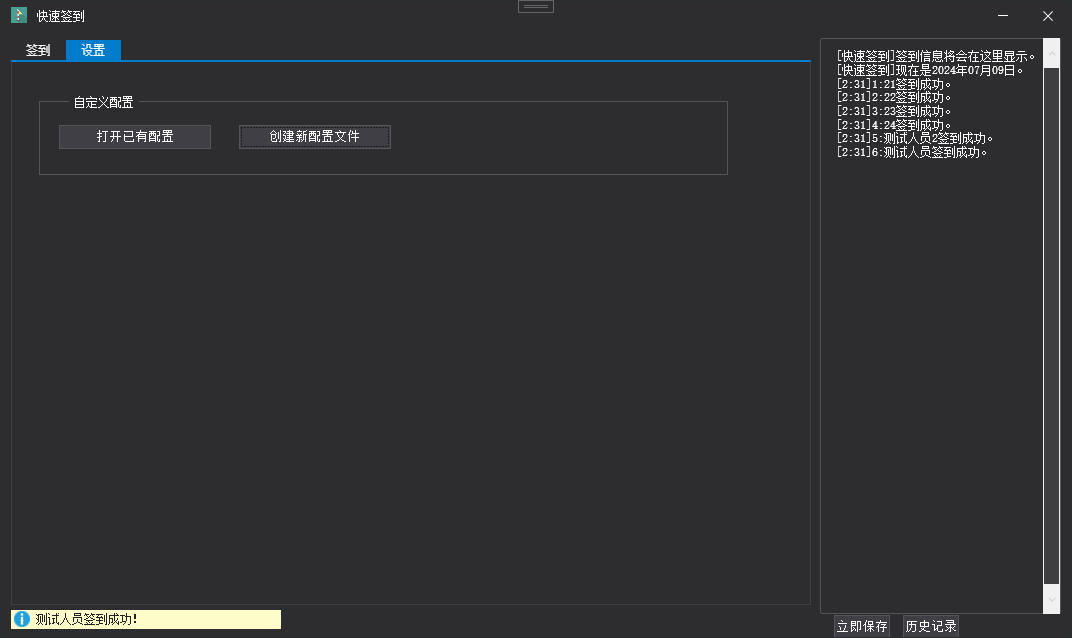 快速签到
签到 设置
自定义配置
打开已有配置 创建新配置文件
[快速签到]签到信息将会在这里显示。
[快速签到]现在是2024年07月09日。
[2:31]1:21签到成功。
[2:31]2:22签到成功。
[2:31]3:23签到成功。
[2:31]4:24签到成功。
[2:31]5:测试人员2签到成功。
[2:31]6:测试人员签到成功。
测试人员签到成功!
立即保存 历史记录